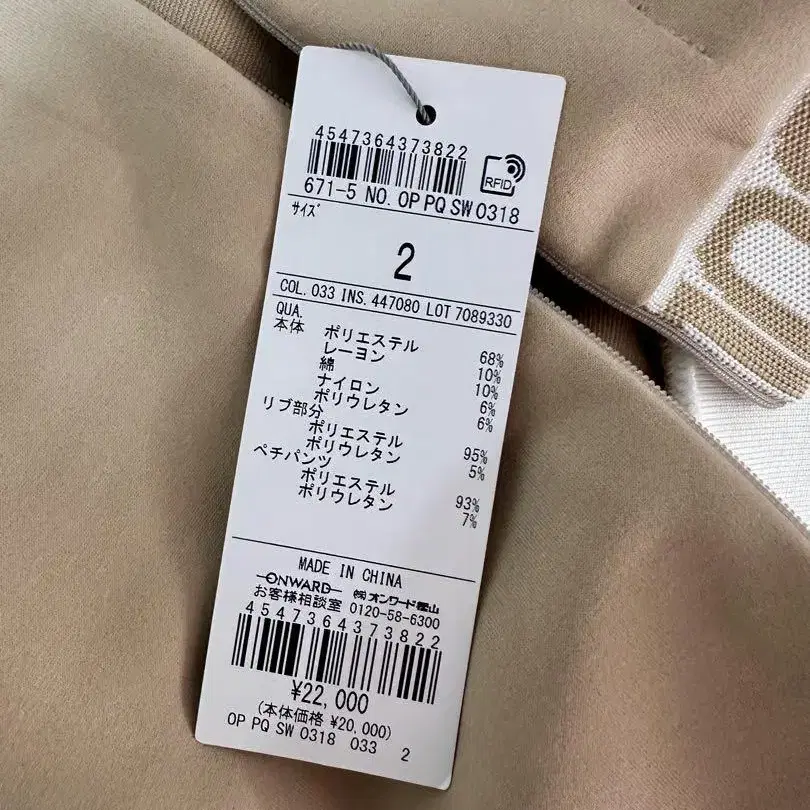 4547364373822
RFID
671-5 NO. OP PQ SW 0318
サイズ
2
COL. 033 INS. 447080 LOT 7089330
QUA.
本体 ポリエステル 68%
レーヨン 10%
綿 10%
ナイロン 6%
ポリウレタン 6%
リブ部分
ポリエステル 95%
ポリウレタン 5%
ペチパンツ
ポリエステル 93%
ポリウレタン 7%
MADE IN CHINA
ONWARD ㈱オンワード樫山
お客様相談室 0120-58-6300
4547364373822
¥22,000
(本体価格 ¥20,000)
OP PQ SW 0318 033 2